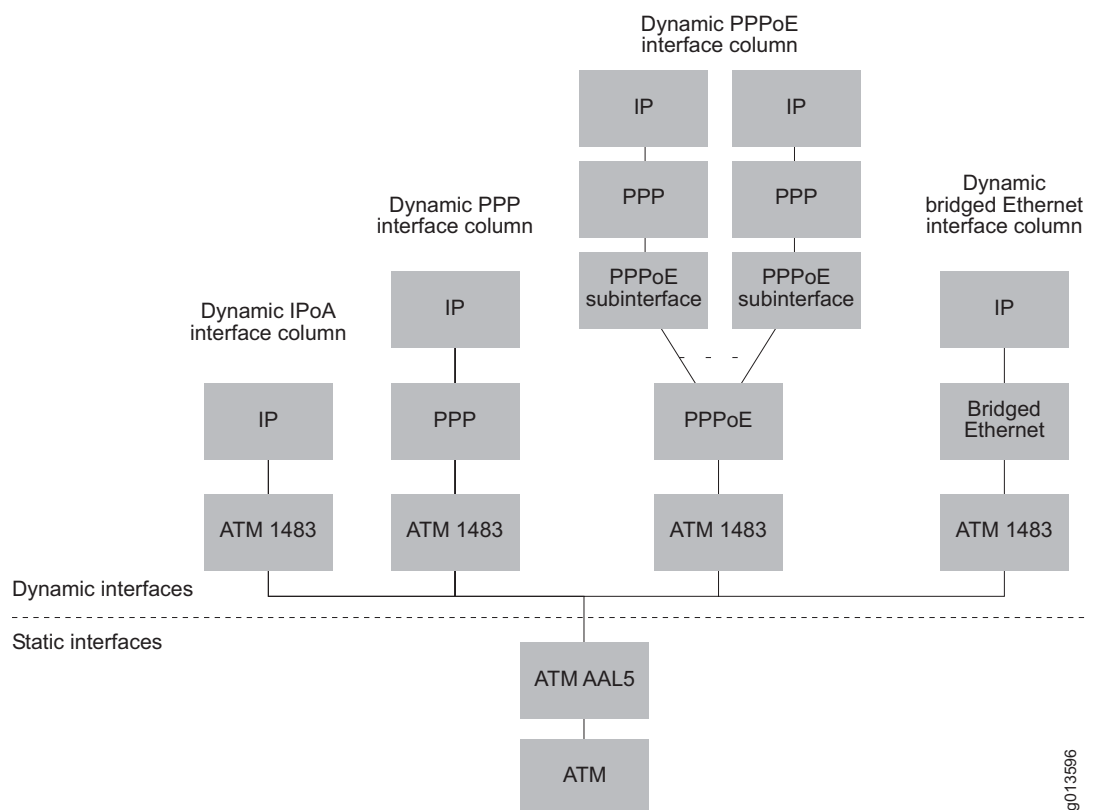 Dynamic PPPoE
interface column
IP
IP
PPP
PPP
PPPoE
subinterface
PPPoE
subinterface
PPPoE
ATM 1483
Dynamic PPP
interface column
IP
PPP
ATM 1483
Dynamic IPoA
interface column
IP
ATM 1483
Dynamic
bridged Ethernet
interface column
IP
Bridged
Ethernet
ATM 1483
Dynamic interfaces
Static interfaces
ATM AAL5
ATM
g013596